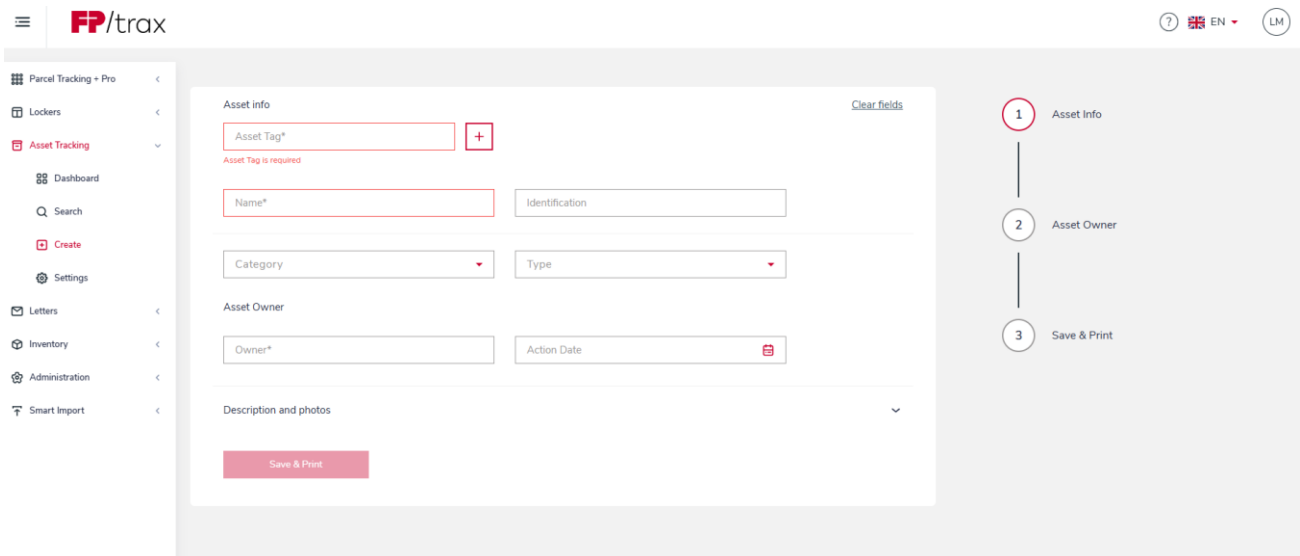 FP/trax
?
EN
LM
Parcel Tracking + Pro
Lockers
Asset Tracking
Dashboard
Search
Create
Settings
Letters
Inventory
Administration
Smart Import
Asset info
Clear fields
Asset Tag*
+
Asset Tag is required
Name*
Identification
Category
Type
Asset Owner
Owner*
Action Date
Description and photos
Save & Print
1
Asset Info
2
Asset Owner
3
Save & Print